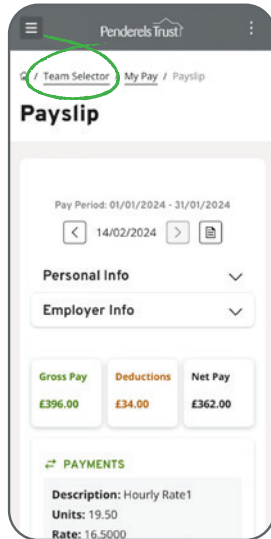 Penderels Trust
/ Team Selector / My Pay / Payslip
Payslip
Pay Period: 01/01/2024 - 31/01/2024
14/02/2024
Personal Info
Employer Info
Gross Pay Deductions Net Pay
£396.00 £34.00 £362.00
PAYMENTS
Description: Hourly Rate1
Units: 19.50
Rate: 16.5000